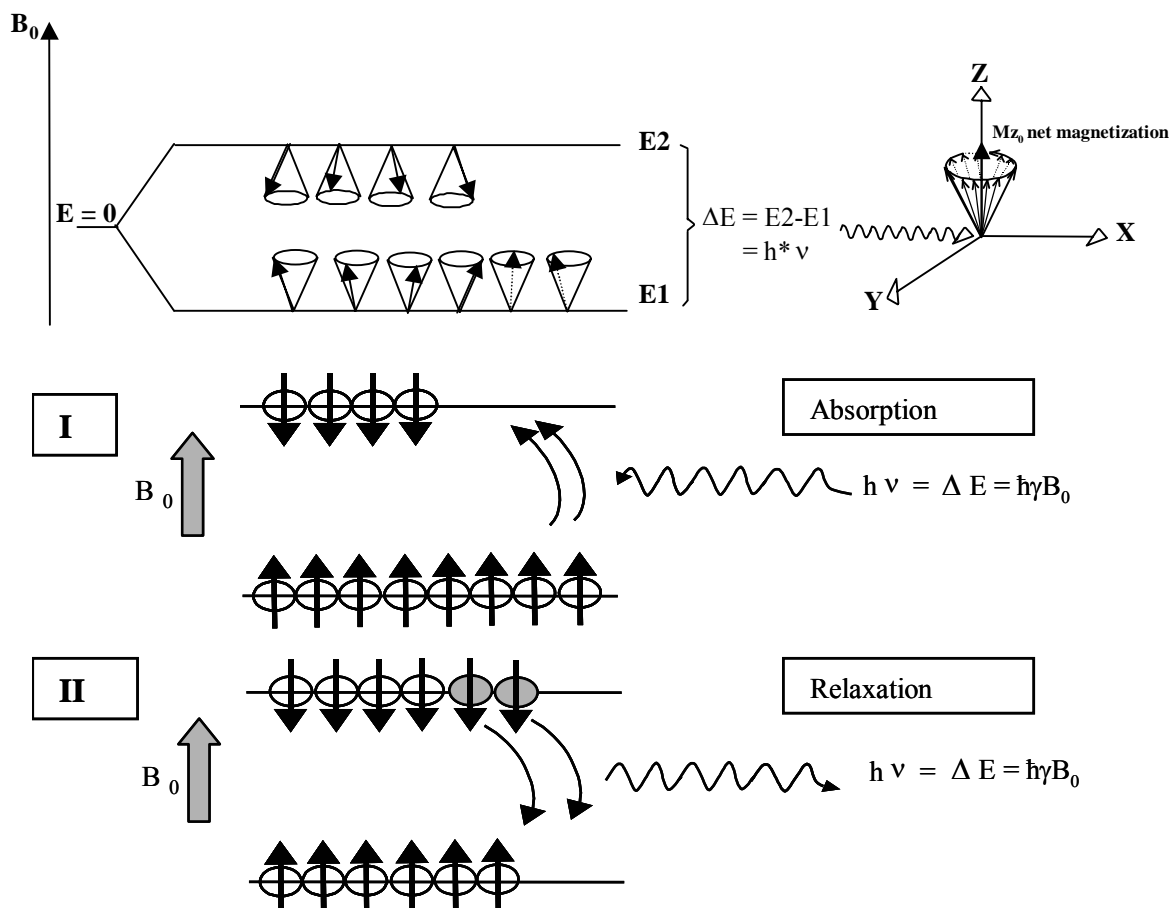 B₀
E2
E = 0
E1
ΔE = E2-E1
= h* ν
Z
Mz₀ net magnetization
X
Y
I
B ₀
Absorption
h ν = Δ E = ħγB₀
II
B ₀
Relaxation
h ν = Δ E = ħγB₀